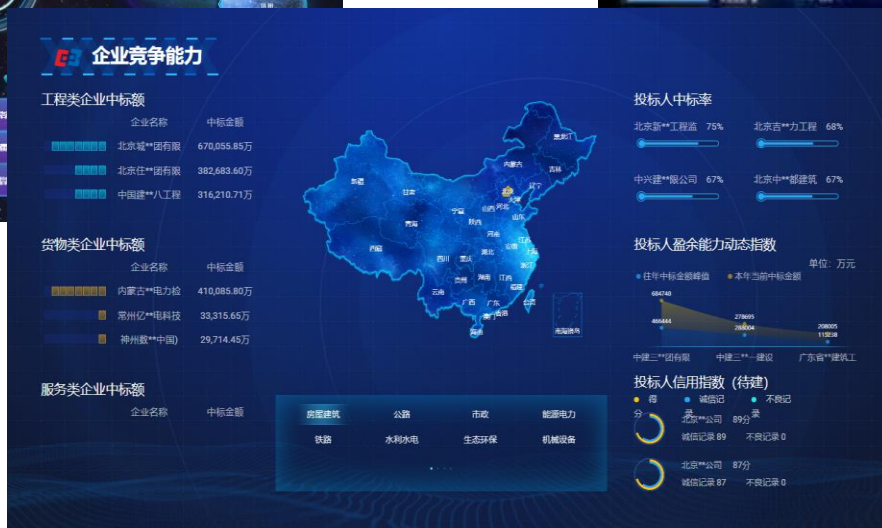 企业竞争能力
工程类企业中标额
企业名称 中标金额
北京城**团有限 670,055.85万
北京住**团有限 382,683.60万
中国建**八工程 316,210.71万
货物类企业中标额
企业名称 中标金额
内蒙古**电力检 410,085.80万
常州亿**电科技 33,315.65万
神州数**中国) 29,714.45万
服务类企业中标额
企业名称 中标金额
黑龙江
内蒙古
吉林
新疆
辽宁
甘肃
天津
宁夏
山西
河北
山东
陕西
青海
河南
江苏
安徽
上海
西藏
湖北
四川
重庆
浙江
贵州
湖南
江西
云南
福建
广西
广东
台湾
香港
澳门
海南
南海诸岛
房屋建筑 公路 市政 能源电力
铁路 水利水电 生态环保 机械设备
投标人中标率
北京新**工程监 75% 北京吉**力工程 68%
中兴建**限公司 67% 北京中**都建筑 67%
投标人盈余能力动态指数
单位：万元
往年中标金额峰值 本年当前中标金额
684748
466444
278695
288004
208005
115238
中建三**团有限 中建三**一建设 广东省**建筑工
投标人信用指数（待建）
得分 诚信记录 不良记录
北京**公司 89分
诚信记录 89 不良记录 0
北京**公司 87分
诚信记录 87 不良记录 0